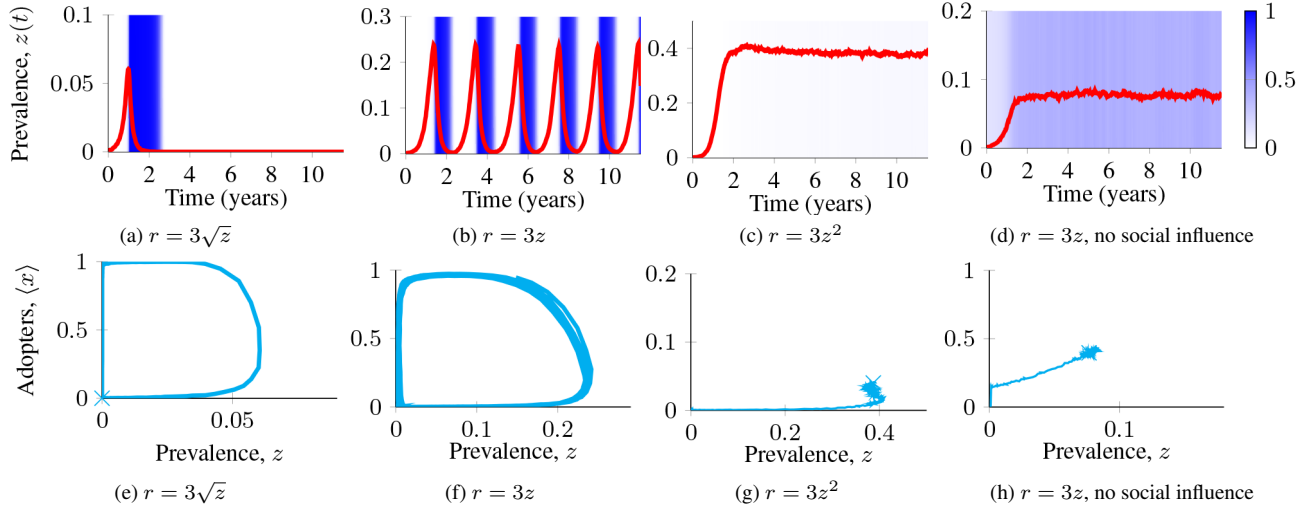 Prevalence, z(t)
0.1
0.05
0
0 2 4 6 8 10
Time (years)
(a) r = 3√z
0.3
0.2
0.1
0
0 2 4 6 8 10
Time (years)
(b) r = 3z
0.4
0.2
0
0 2 4 6 8 10
Time (years)
(c) r = 3z²
0.2
0.1
0
0 2 4 6 8 10
Time (years)
(d) r = 3z, no social influence
1
0.5
0
Adopters, ⟨x⟩
1
0.5
0
0 0.05
Prevalence, z
(e) r = 3√z
1
0.5
0
0 0.1 0.2
Prevalence, z
(f) r = 3z
0.2
0.1
0
0 0.2 0.4
Prevalence, z
(g) r = 3z²
1
0.5
0
0 0.1
Prevalence, z
(h) r = 3z, no social influence